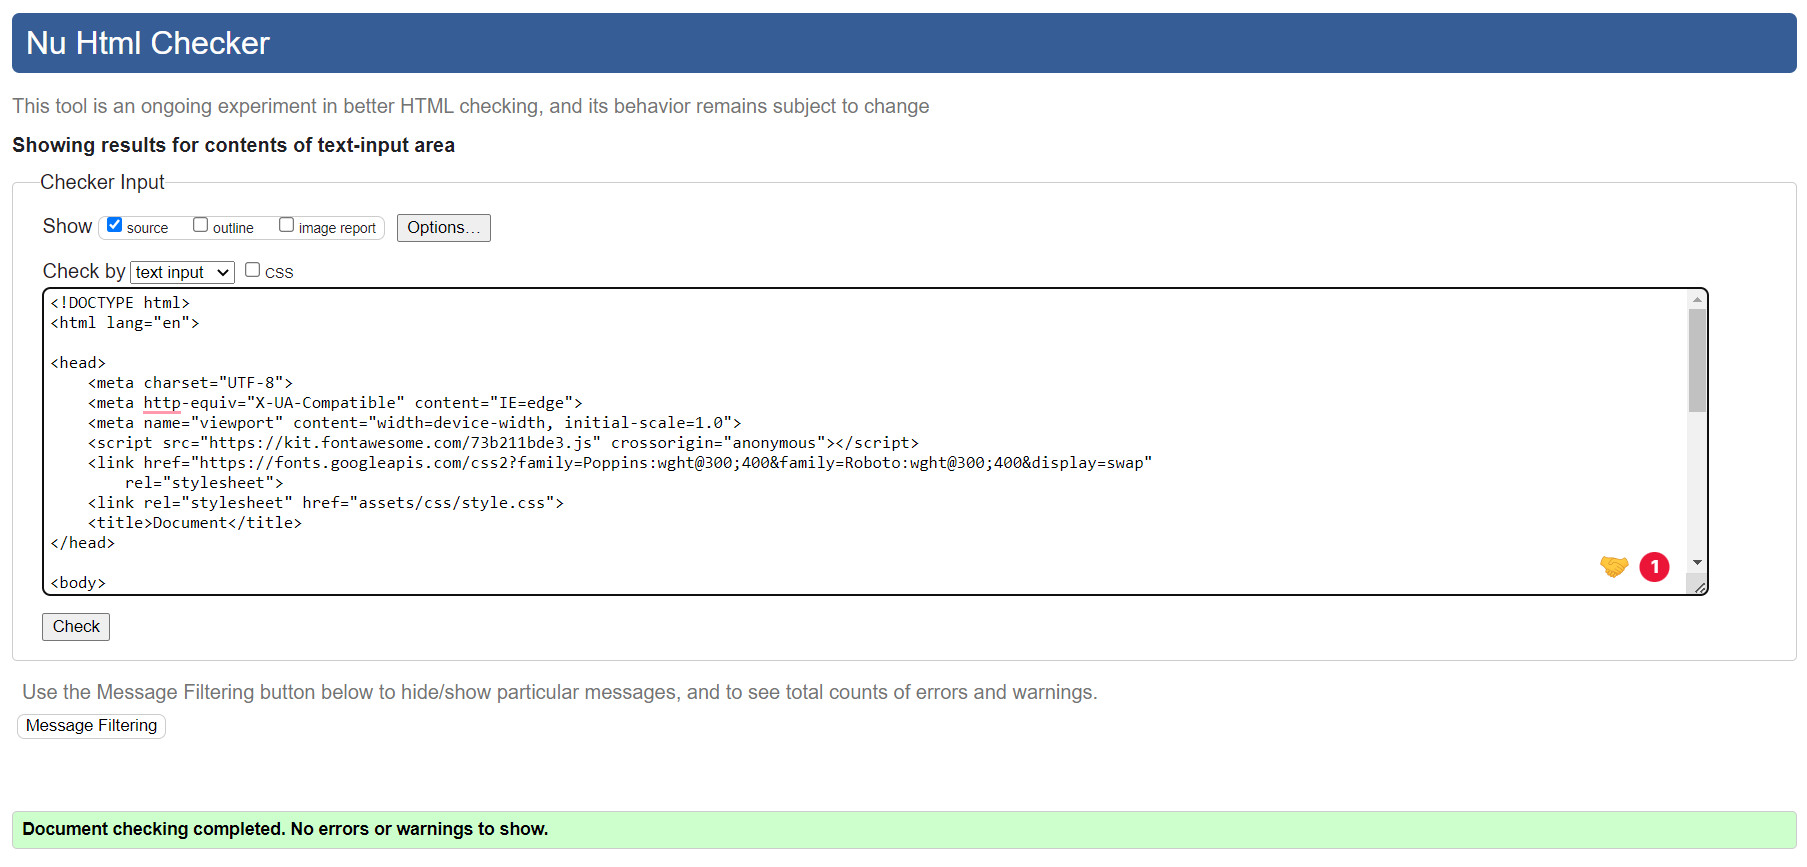 Nu Html Checker
This tool is an ongoing experiment in better HTML checking, and its behavior remains subject to change
Showing results for contents of text-input area
Checker Input
Show source outline image report Options...
Check by text input CSS
<!DOCTYPE html>
<html lang="en">
<head>
    <meta charset="UTF-8">
    <meta http-equiv="X-UA-Compatible" content="IE=edge">
    <meta name="viewport" content="width=device-width, initial-scale=1.0">
    <script src="https://kit.fontawesome.com/73b211bde3.js" crossorigin="anonymous"></script>
    <link href="https://fonts.googleapis.com/css2?family=Poppins:wght@300;400&family=Roboto:wght@300;400&display=swap"
        rel="stylesheet">
    <link rel="stylesheet" href="assets/css/style.css">
    <title>Document</title>
</head>
<body>
1
Check
Use the Message Filtering button below to hide/show particular messages, and to see total counts of errors and warnings.
Message Filtering
Document checking completed. No errors or warnings to show.